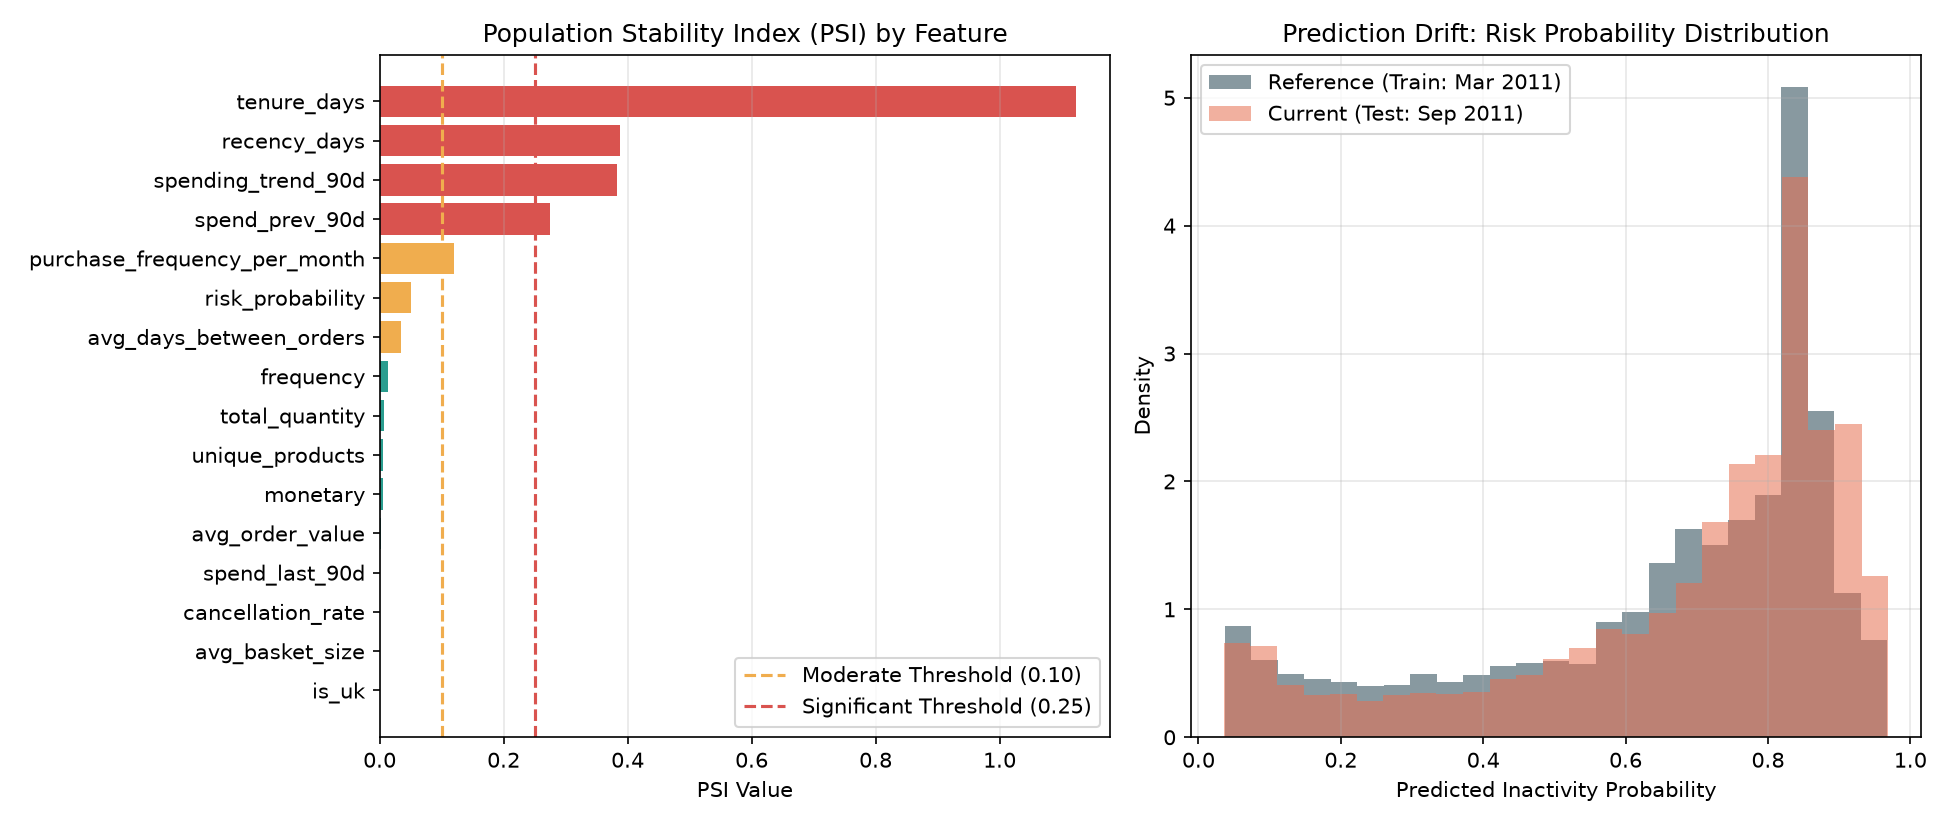 Population Stability Index (PSI) by Feature
tenure_days
recency_days
spending_trend_90d
spend_prev_90d
purchase_frequency_per_month
risk_probability
avg_days_between_orders
frequency
total_quantity
unique_products
monetary
avg_order_value
spend_last_90d
cancellation_rate
avg_basket_size
is_uk
Moderate Threshold (0.10)
Significant Threshold (0.25)
0.0 0.2 0.4 0.6 0.8 1.0
PSI Value
Prediction Drift: Risk Probability Distribution
Reference (Train: Mar 2011)
Current (Test: Sep 2011)
Density
5
4
3
2
1
0
0.0 0.2 0.4 0.6 0.8 1.0
Predicted Inactivity Probability